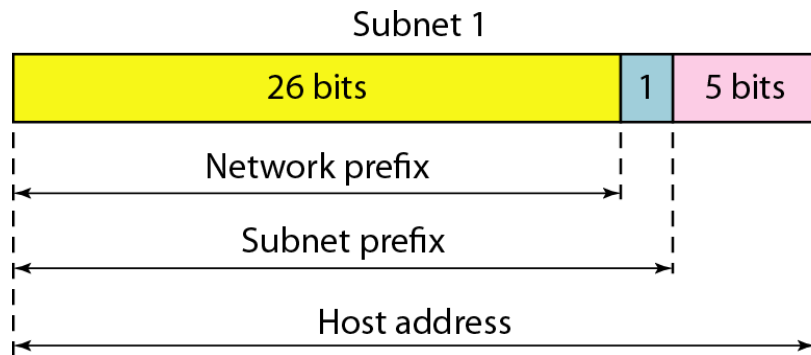 Subnet 1
26 bits 1 5 bits
Network prefix
Subnet prefix
Host address